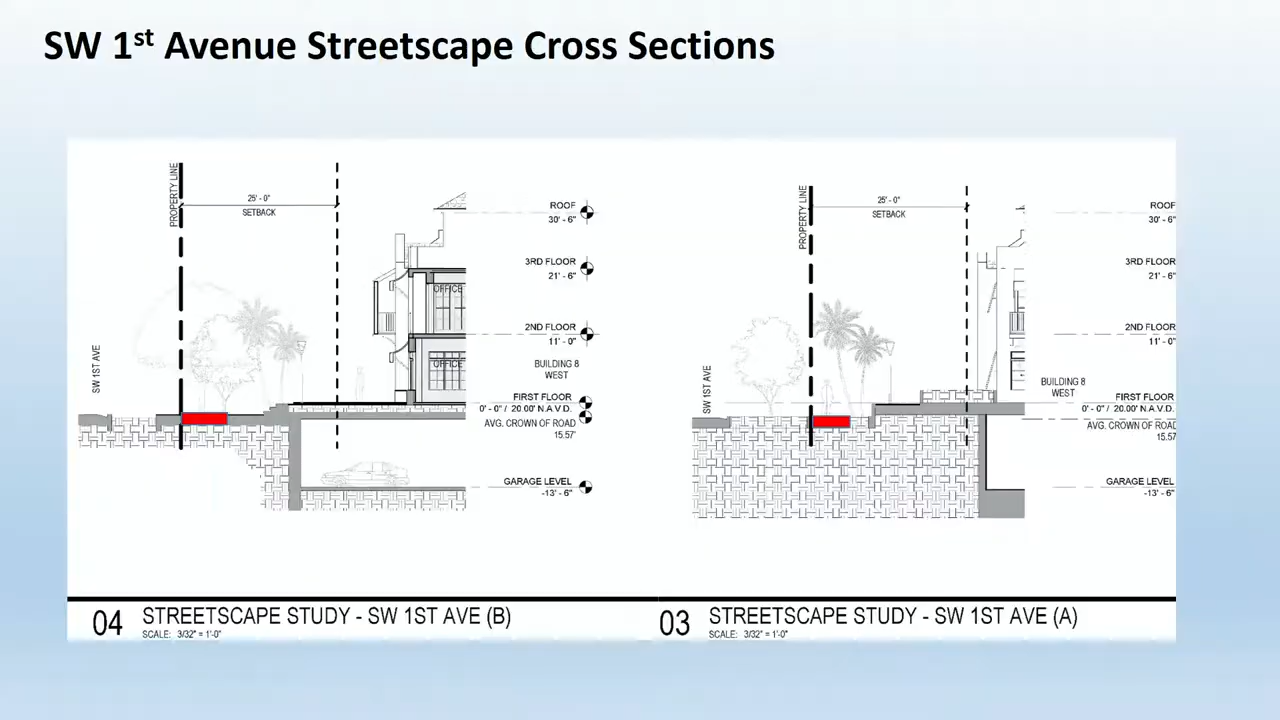 SW 1st Avenue Streetscape Cross Sections
PROPERTY LINE
25' - 0"
SETBACK
SW 1ST AVE
OFFICE
OFFICE
ROOF
30' - 6"
3RD FLOOR
21' - 6"
2ND FLOOR
11' - 0"
BUILDING 8
WEST
FIRST FLOOR
0' - 0" / 20.00' N.A.V.D.
AVG. CROWN OF ROAD
15.57'
GARAGE LEVEL
-13' - 6"
04
STREETSCAPE STUDY - SW 1ST AVE (B)
SCALE: 3/32" = 1'-0"
PROPERTY LINE
25' - 0"
SETBACK
SW 1ST AVE
ROOF
30' - 6"
3RD FLOOR
21' - 6"
2ND FLOOR
11' - 0"
BUILDING 8
WEST
FIRST FLOOR
0' - 0" / 20.00' N.A.V.D.
AVG. CROWN OF ROAD
15.57
GARAGE LEVEL
-13' - 6"
03
STREETSCAPE STUDY - SW 1ST AVE (A)
SCALE: 3/32" = 1'-0"